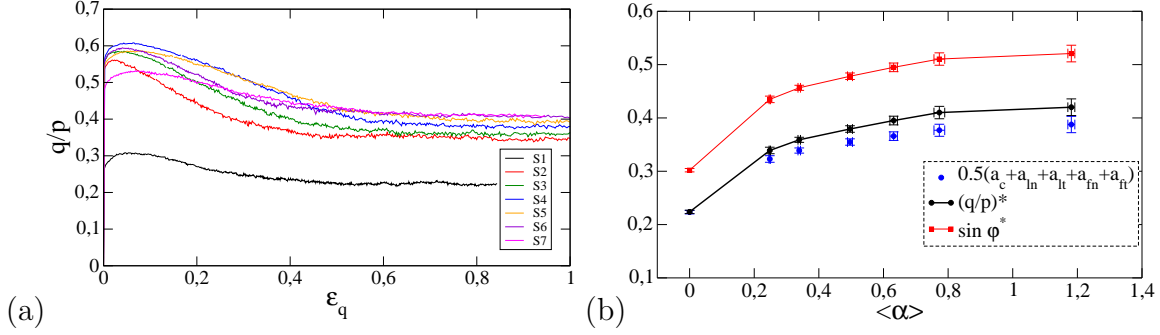 0,7
0,6
0,5
0,4
0,3
0,2
0,1
0
q/p
0 0,2 0,4 0,6 0,8 1
ε_q
S1
S2
S3
S4
S5
S6
S7
(a)
0,5
0,4
0,3
0,2
0,1
0 0,2 0,4 0,6 0,8 1 1,2 1,4
<α>
0.5(a_c+a_ln+a_lt+a_fn+a_ft)
(q/p)*
sin φ*
(b)